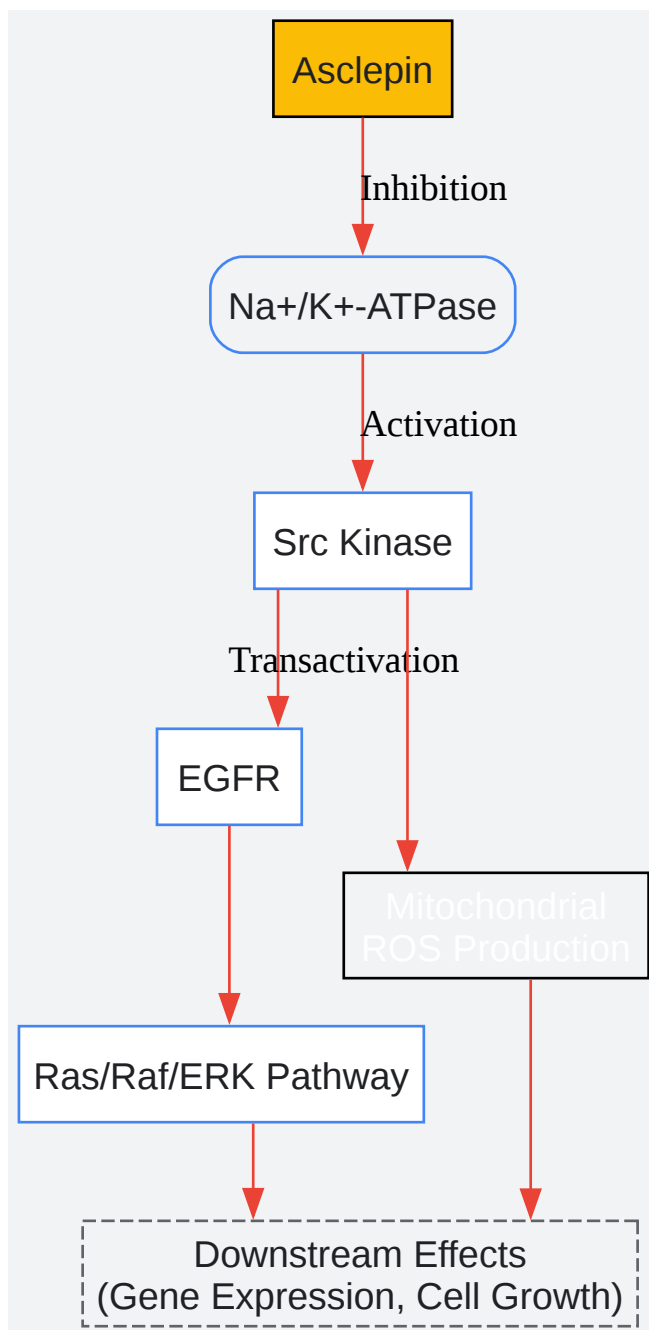 Asclepin
Inhibition
Na+/K+-ATPase
Activation
Src Kinase
Transactivation
EGFR
Mitochondrial
ROS Production
Ras/Raf/ERK Pathway
Downstream Effects
(Gene Expression, Cell Growth)